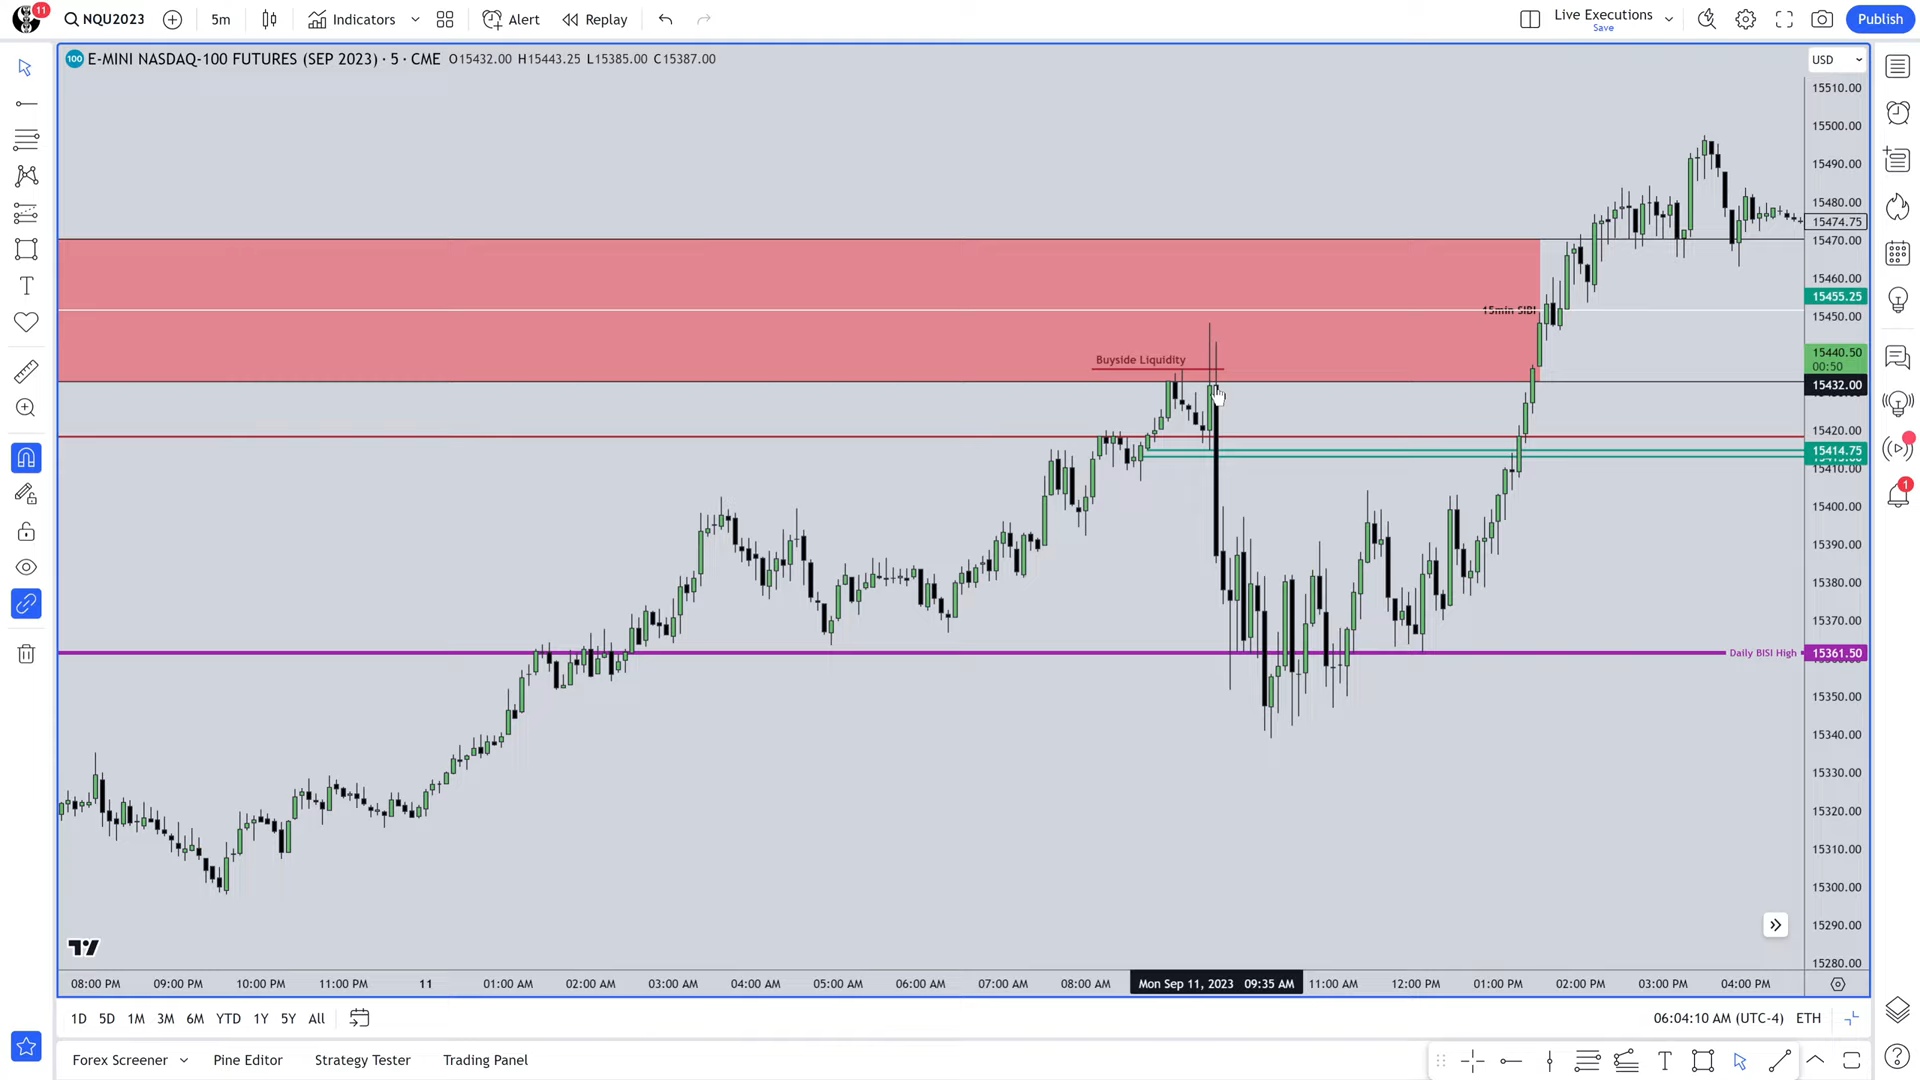 11
NQU2023
5m
Indicators
Alert
Replay
Live Executions
Save
Publish
100 E-MINI NASDAQ-100 FUTURES (SEP 2023) · 5 · CME O15432.00 H15443.25 L15385.00 C15387.00
USD
15510.00
15500.00
15490.00
15480.00
15474.75
15470.00
15460.00
15455.25
15450.00
15min SIBI
Buyside Liquidity
15440.50
00:50
15432.00
15420.00
15414.75
15410.00
15400.00
15390.00
15380.00
15370.00
Daily BISI High
15361.50
15350.00
15340.00
15330.00
15320.00
15310.00
15300.00
15290.00
15280.00
1
08:00 PM 09:00 PM 10:00 PM 11:00 PM 11 01:00 AM 02:00 AM 03:00 AM 04:00 AM 05:00 AM 06:00 AM 07:00 AM 08:00 AM Mon Sep 11, 2023 09:35 AM 11:00 AM 12:00 PM 01:00 PM 02:00 PM 03:00 PM 04:00 PM
1D 5D 1M 3M 6M YTD 1Y 5Y All
06:04:10 AM (UTC-4) ETH
Forex Screener Pine Editor Strategy Tester Trading Panel